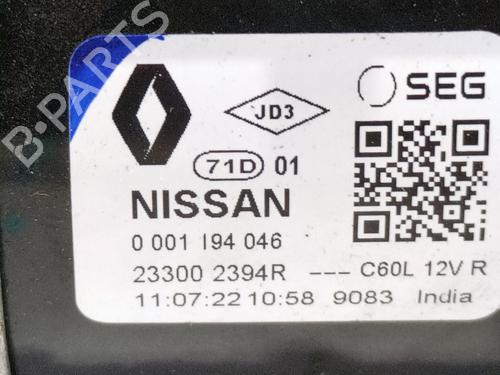 B-PARTS
SEG
JD3
71D 01
NISSAN
0 001 194 046
23300 2394R --- C60L 12V R
11:07:22 10:58 9083 India